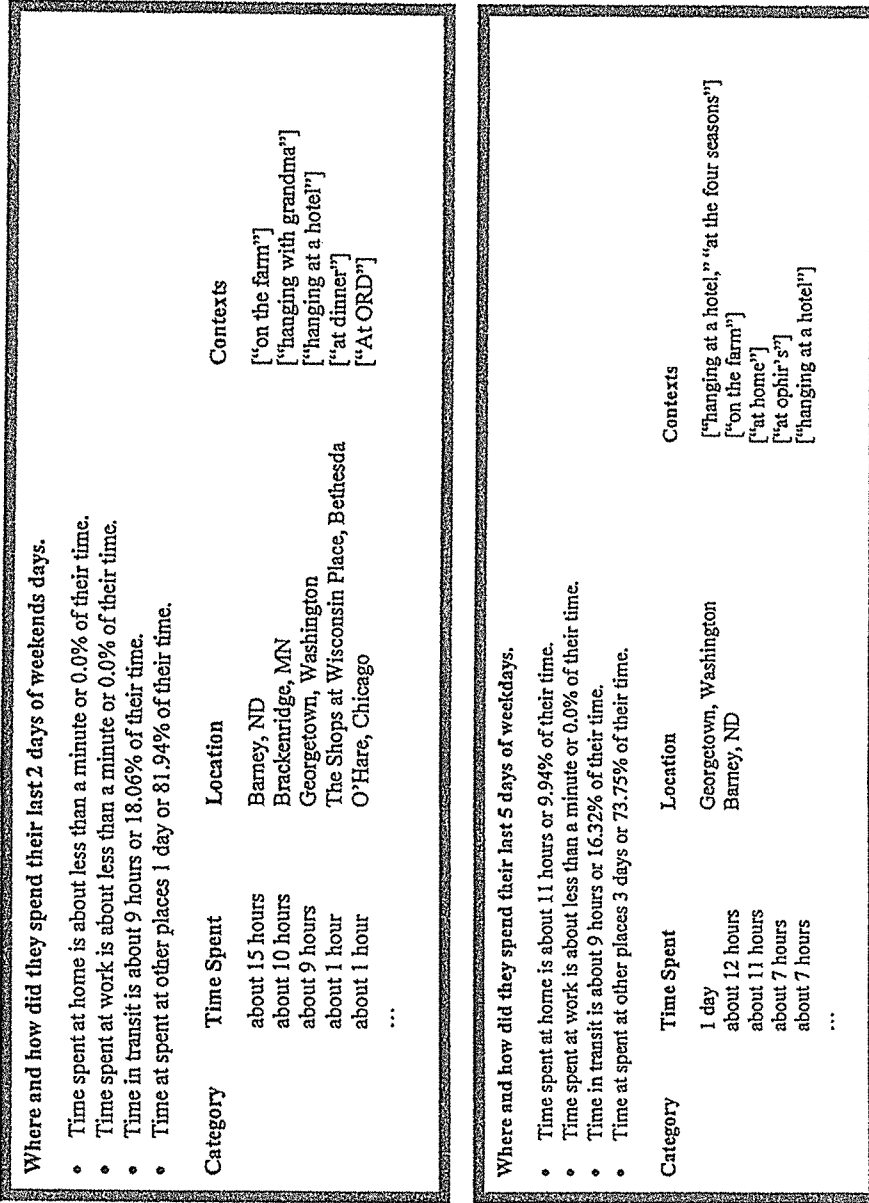 Where and how did they spend their last 2 days of weekends days.
• Time spent at home is about less than a minute or 0.0% of their time.
• Time spent at work is about less than a minute or 0.0% of their time.
• Time in transit is about 9 hours or 18.06% of their time.
• Time at spent at other places 1 day or 81.94% of their time.
Category Time Spent Location Contexts
about 15 hours Barney, ND ["on the farm"]
about 10 hours Brackenridge, MN ["hanging with grandma"]
about 9 hours Georgetown, Washington ["hanging at a hotel"]
about 1 hour The Shops at Wisconsin Place, Bethesda ["at dinner"]
about 1 hour O'Hare, Chicago ["At ORD"]
...
Where and how did they spend their last 5 days of weekdays.
• Time spent at home is about 11 hours or 9.94% of their time.
• Time spent at work is about less than a minute or 0.0% of their time.
• Time in transit is about 9 hours or 16.32% of their time.
• Time at spent at other places 3 days or 73.75% of their time.
Category Time Spent Location Contexts
1 day Georgetown, Washington ["hanging at a hotel," "at the four seasons"]
about 12 hours Barney, ND ["on the farm"]
about 11 hours ["at home"]
about 7 hours ["at ophir's"]
about 7 hours ["hanging at a hotel"]
...